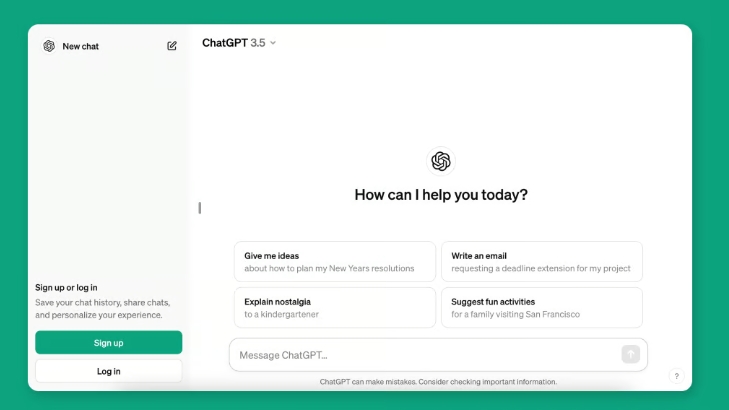 New chat
ChatGPT 3.5
How can I help you today?
Give me ideas
about how to plan my New Years resolutions
Write an email
requesting a deadline extension for my project
Explain nostalgia
to a kindergartener
Suggest fun activities
for a family visiting San Francisco
Sign up or log in
Save your chat history, share chats,
and personalize your experience.
Sign up
Log in
Message ChatGPT...
ChatGPT can make mistakes. Consider checking important information.
?